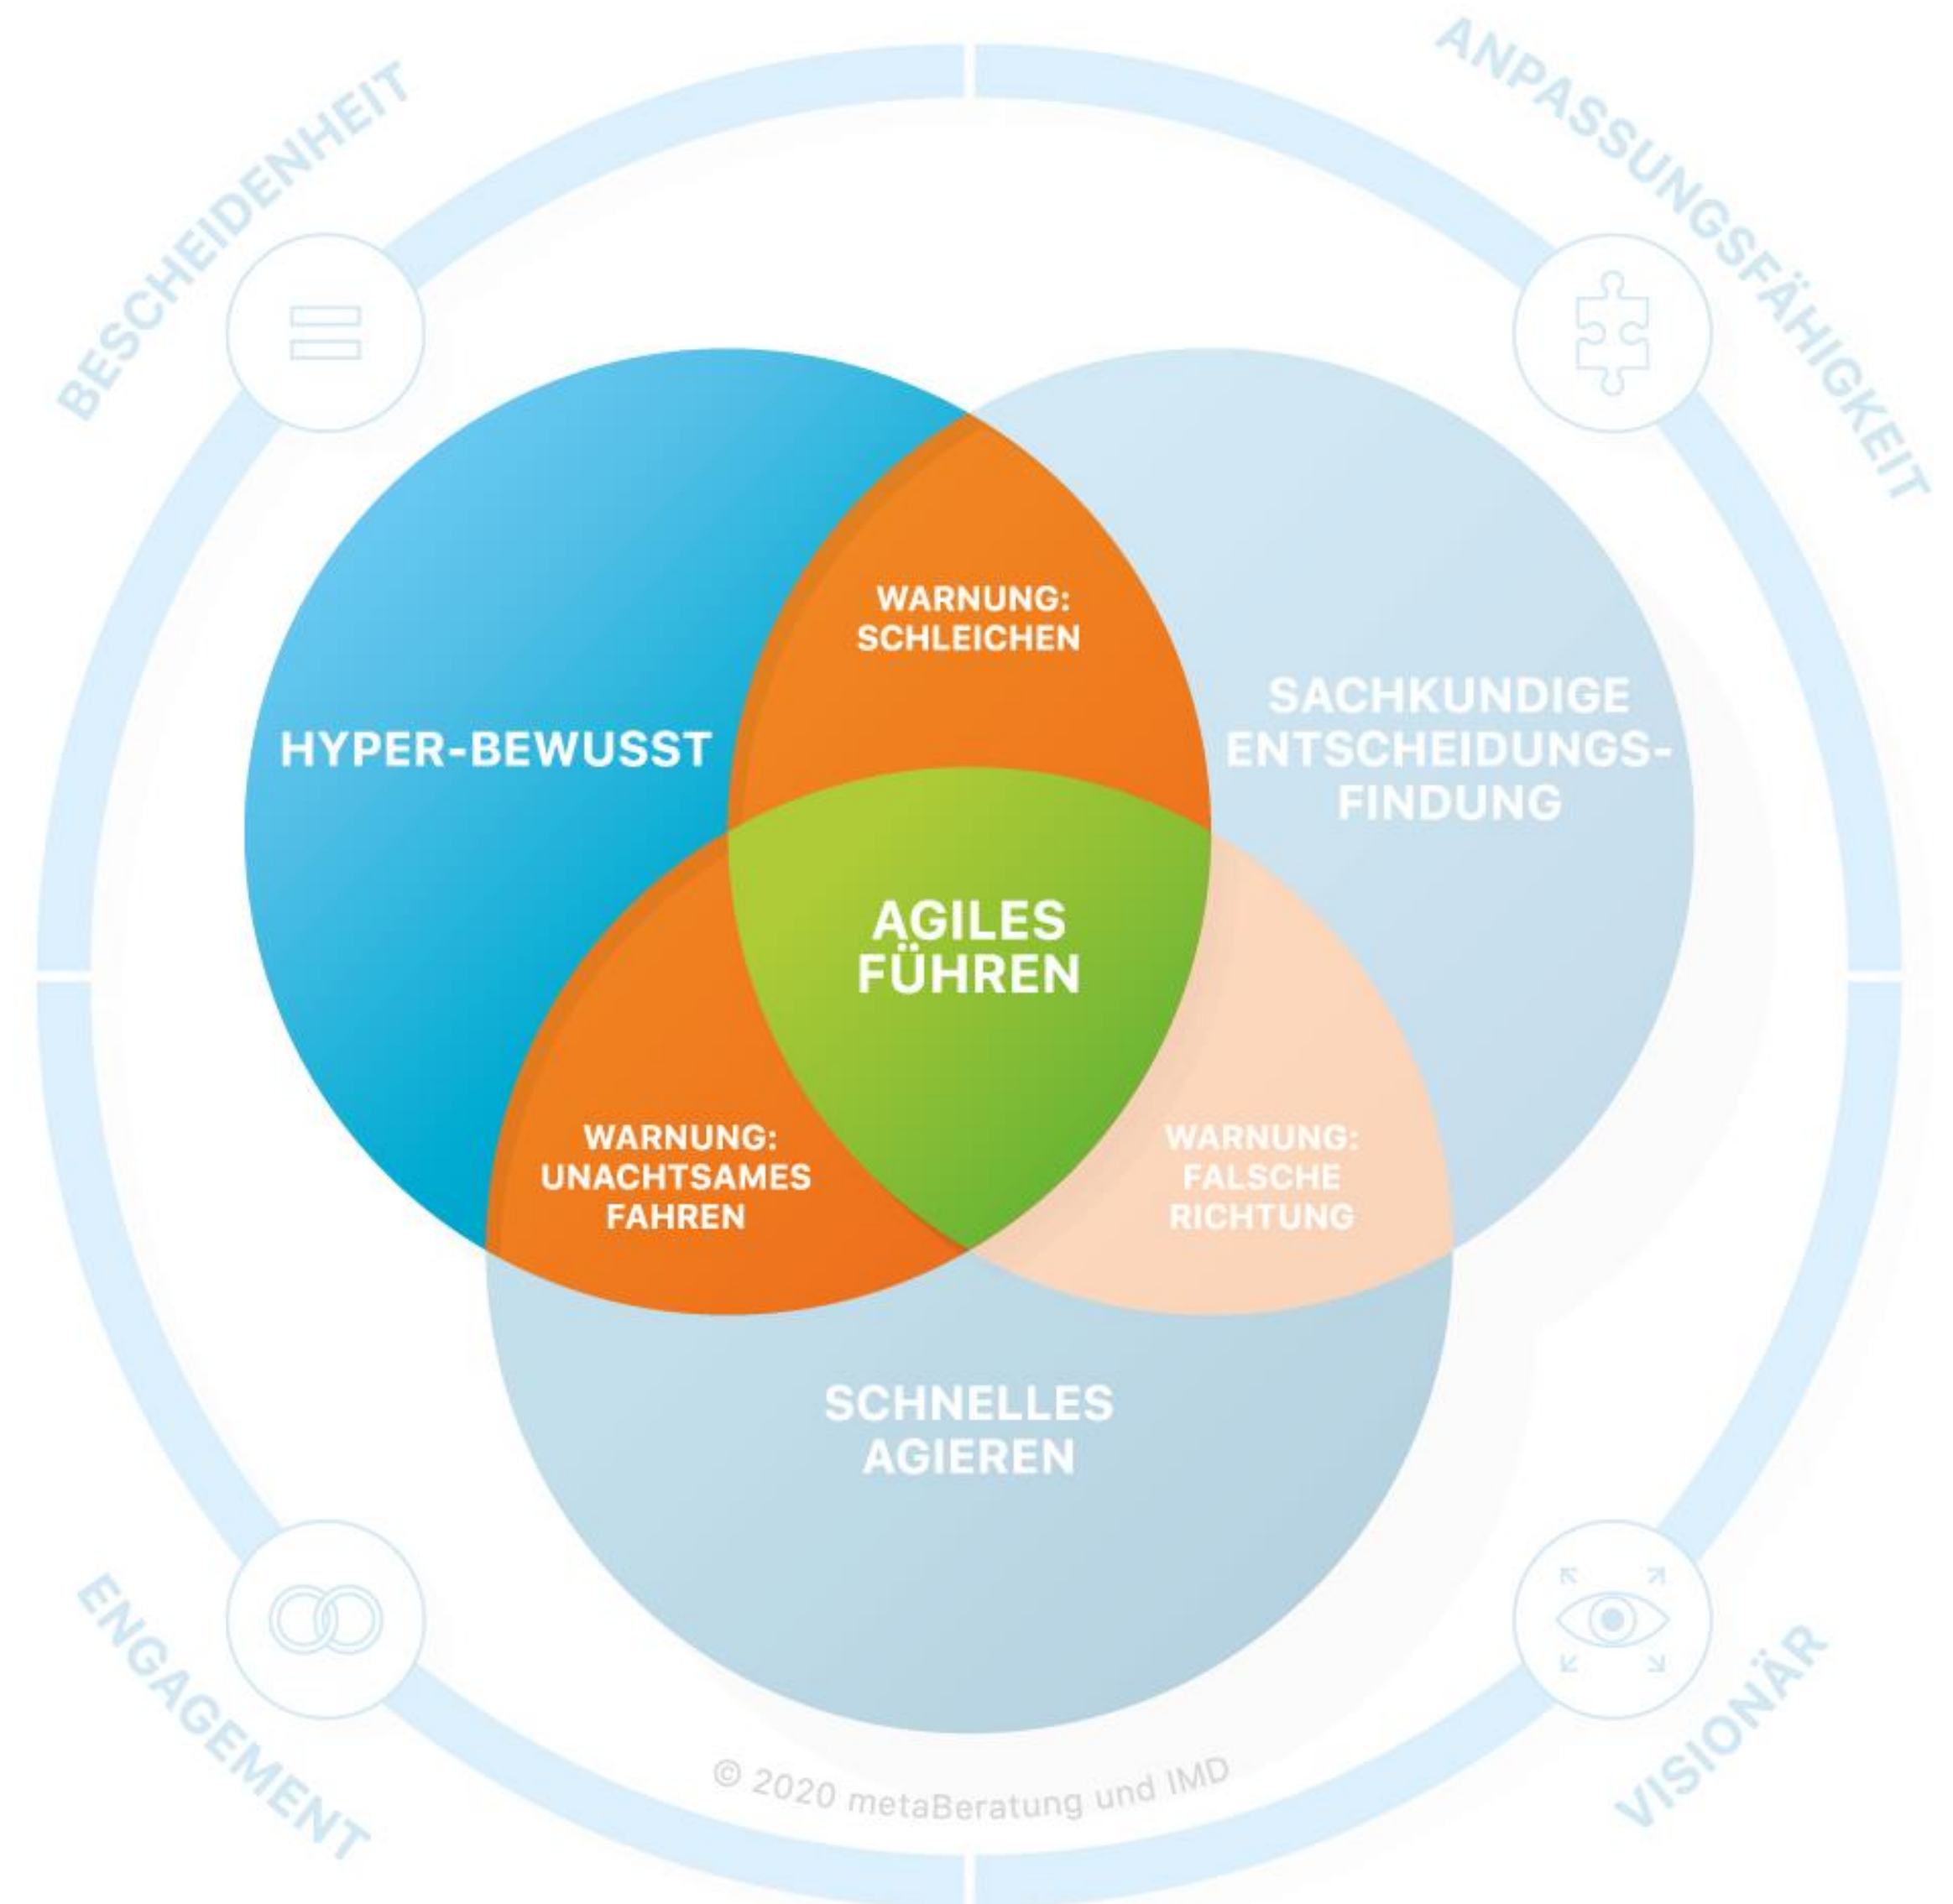 BESCHEIDENHEIT
ANPASSUNGSFÄHIGKEIT
WARNUNG:
SCHLEICHEN
HYPER-BEWUSST
SACHKUNDIGE
ENTSCHEIDUNGS-
FINDUNG
AGILES
FÜHREN
WARNUNG:
UNACHTSAMES
FAHREN
WARNUNG:
FALSCHE
RICHTUNG
SCHNELLES
AGIEREN
ENGAGEMENT
VISIONÄR
© 2020 metaBeratung und IMD